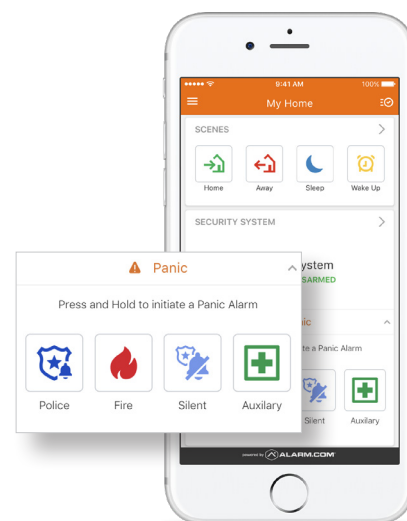 9:41 AM
100%
My Home
SCENES
Home Away Sleep Wake Up
SECURITY SYSTEM
ystem
SARMED
Panic
Press and Hold to initiate a Panic Alarm
Police Fire Silent Auxilary
nic
te a Panic Alarm
Silent Auxilary
powered by ALARM.COM